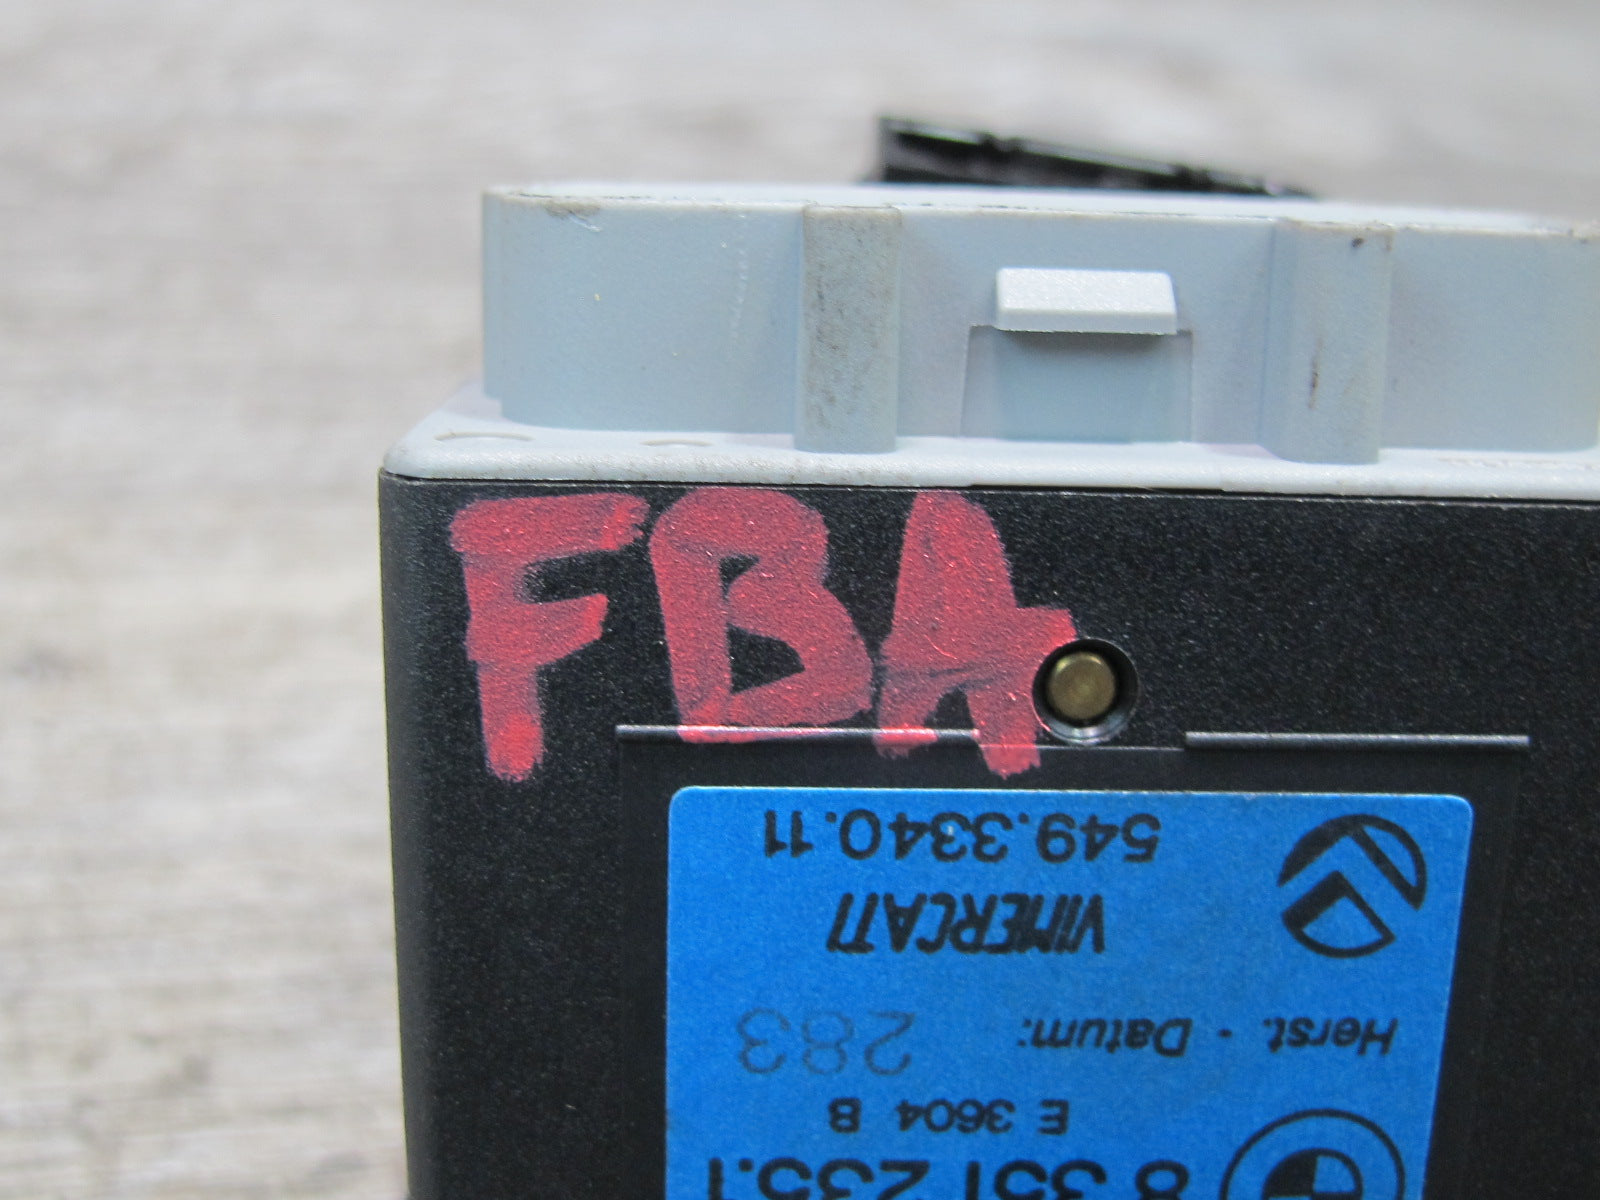 FBA
8 351 235.1
E 3604 B
Herst. - Datum: 283
VIMERCATI
549.3340.11